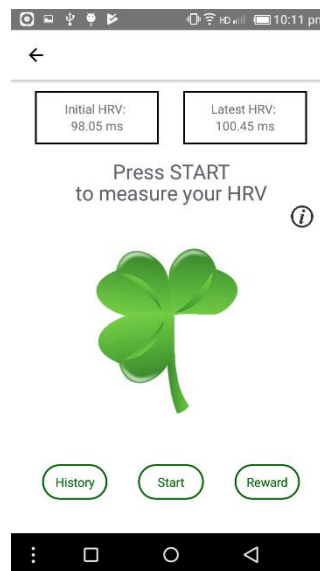 HD 10:11 pm
Initial HRV:
98.05 ms
Latest HRV:
100.45 ms
Press START
to measure your HRV
i
History
Start
Reward